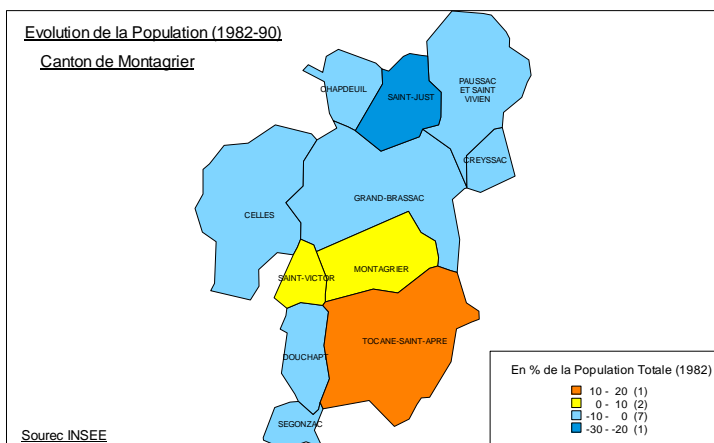 Evolution de la Population (1982-90)
Canton de Montagrier
CHAPDEUIL
SAINT-JUST
PAUSSAC
ET SAINT
VIVIEN
CREYSSAC
GRAND-BRASSAC
CELLES
SAINT-VICTOR
MONTAGRIER
TOCANE-SAINT-APRE
DOUCHAPT
SEGONZAC
En % de la Population Totale (1982)
10 - 20 (1)
0 - 10 (2)
-10 - 0 (7)
-30 - -20 (1)
Sourec INSEE